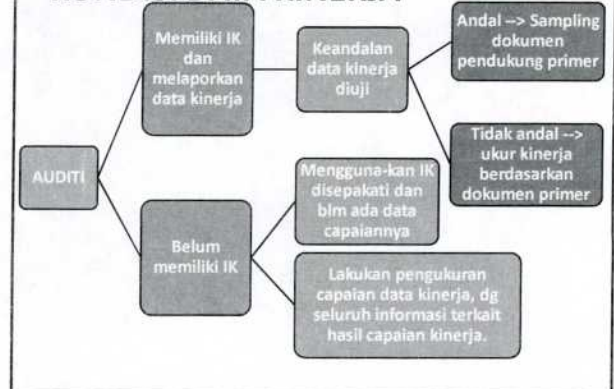 AUDITI
Memiliki IK
dan
melaporkan
data kinerja
Keandalan
data kinerja
diuji
Andal --> Sampling
dokumen
pendukung primer
Tidak andal -->
ukur kinerja
berdasarkan
dokumen primer
Belum
memiliki IK
Mengguna-kan IK
disepakati dan
blm ada data
capaiannya
Lakukan pengukuran
capaian data kinerja, dg
seluruh informasi terkait
hasil capaian kinerja.